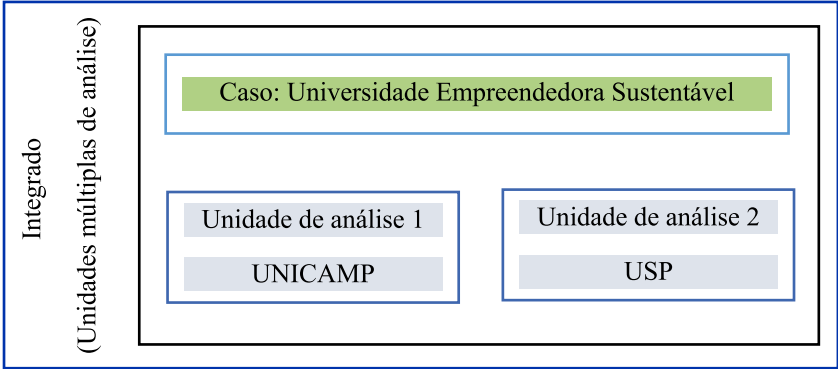 Integrado
(Unidades múltiplas de análise)
Caso: Universidade Empreendedora Sustentável
Unidade de análise 1
UNICAMP
Unidade de análise 2
USP